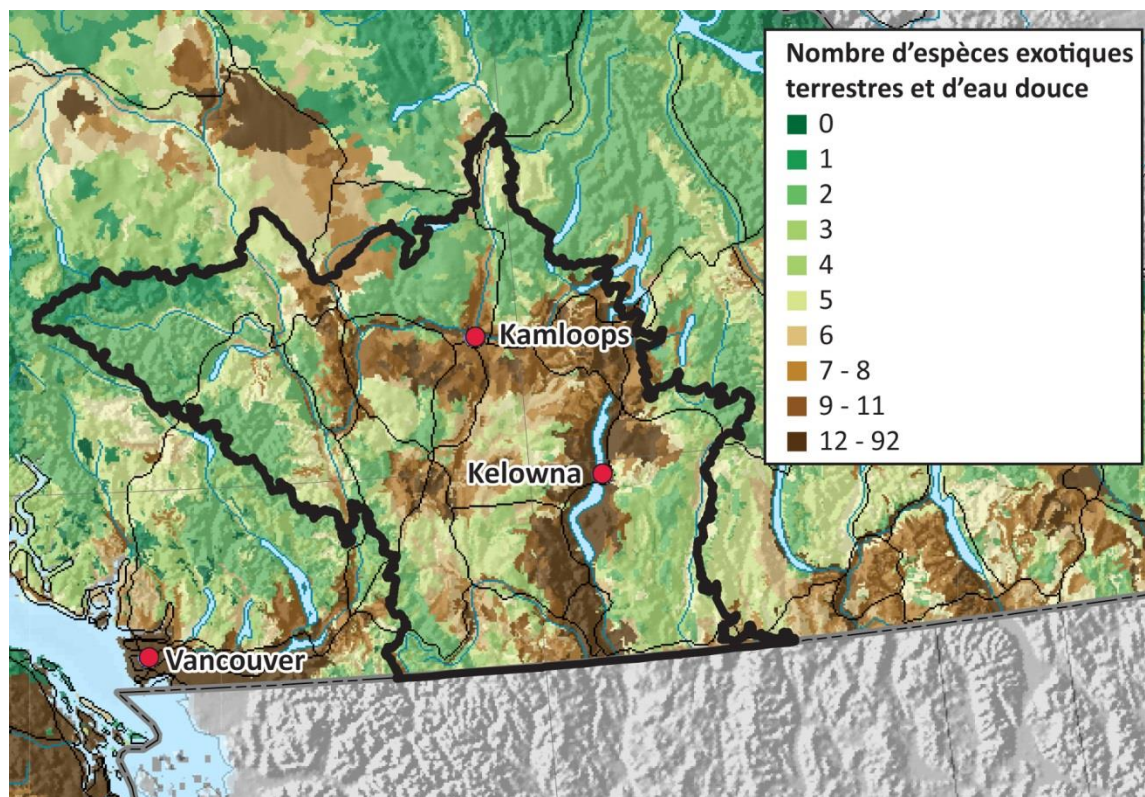 Nombre d'espèces exotiques
terrestres et d'eau douce
0
1
2
3
4
5
6
7 - 8
9 - 11
12 - 92
Kamloops
Kelowna
Vancouver